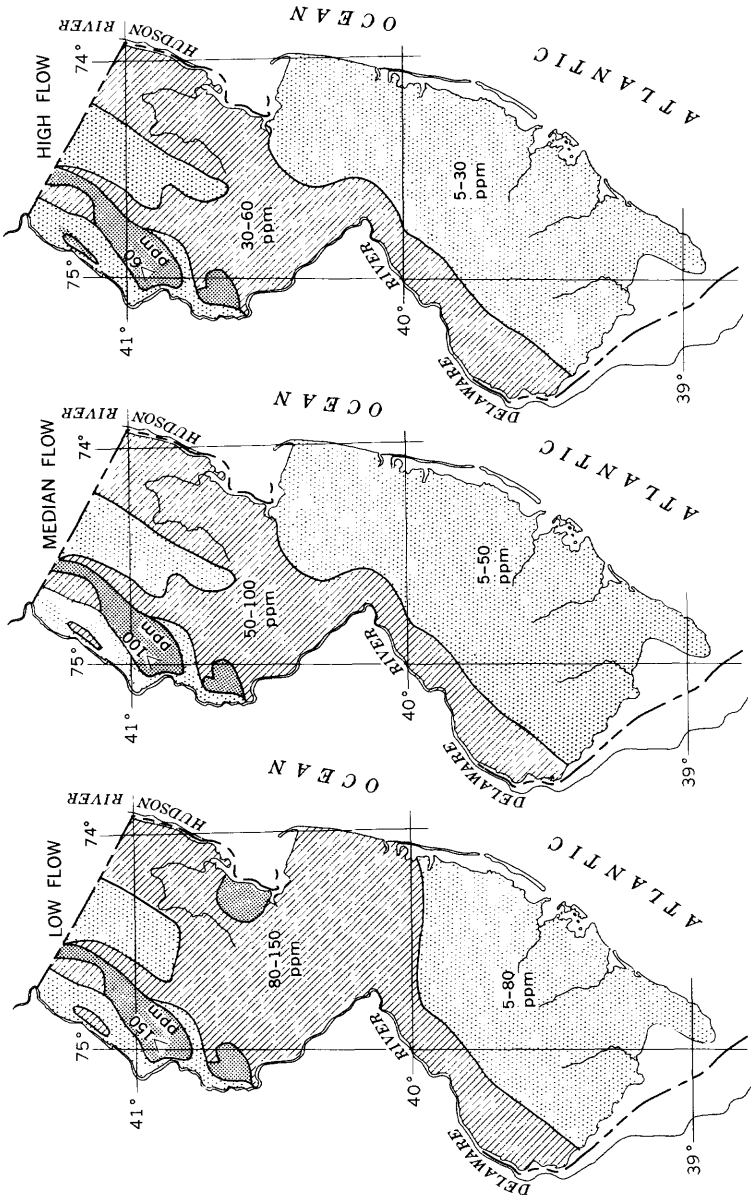 LOW FLOW
75°
74°
41°
>150
ppm
HUDSON
RIVER
80–150
ppm
40°
RIVER
DELAWARE
5–80
ppm
39°
ATLANTIC
OCEAN
MEDIAN FLOW
75°
74°
41°
>100
ppm
HUDSON
RIVER
50–100
ppm
40°
RIVER
DELAWARE
5–50
ppm
39°
ATLANTIC
OCEAN
HIGH FLOW
75°
74°
41°
>60
ppm
HUDSON
RIVER
30–60
ppm
40°
RIVER
DELAWARE
5–30
ppm
39°
ATLANTIC
OCEAN